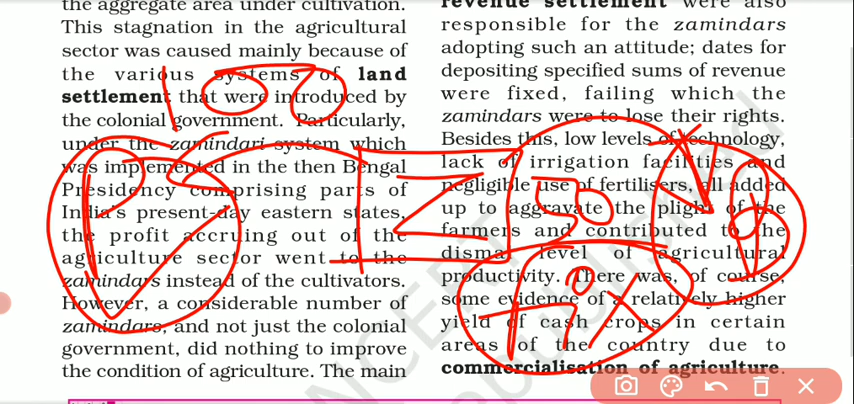 the aggregate area under cultivation.
This stagnation in the agricultural
sector was caused mainly because of
the various systems of land
settlement that were introduced by
the colonial government. Particularly,
under the zamindari system which
was implemented in the then Bengal
Presidency comprising parts of
India's present-day eastern states,
the profit accruing out of the
agriculture sector went to the
zamindars instead of the cultivators.
However, a considerable number of
zamindars, and not just the colonial
government, did nothing to improve
the condition of agriculture. The main
revenue settlement were also
responsible for the zamindars
adopting such an attitude; dates for
depositing specified sums of revenue
were fixed, failing which the
zamindars were to lose their rights.
Besides this, low levels of technology,
lack of irrigation facilities and
negligible use of fertilisers, all added
up to aggravate the plight of the
farmers and contributed to the
dismal level of agricultural
productivity. There was, of course,
some evidence of a relatively higher
yield of cash crops in certain
areas of the country due to
commercialisation of agriculture.